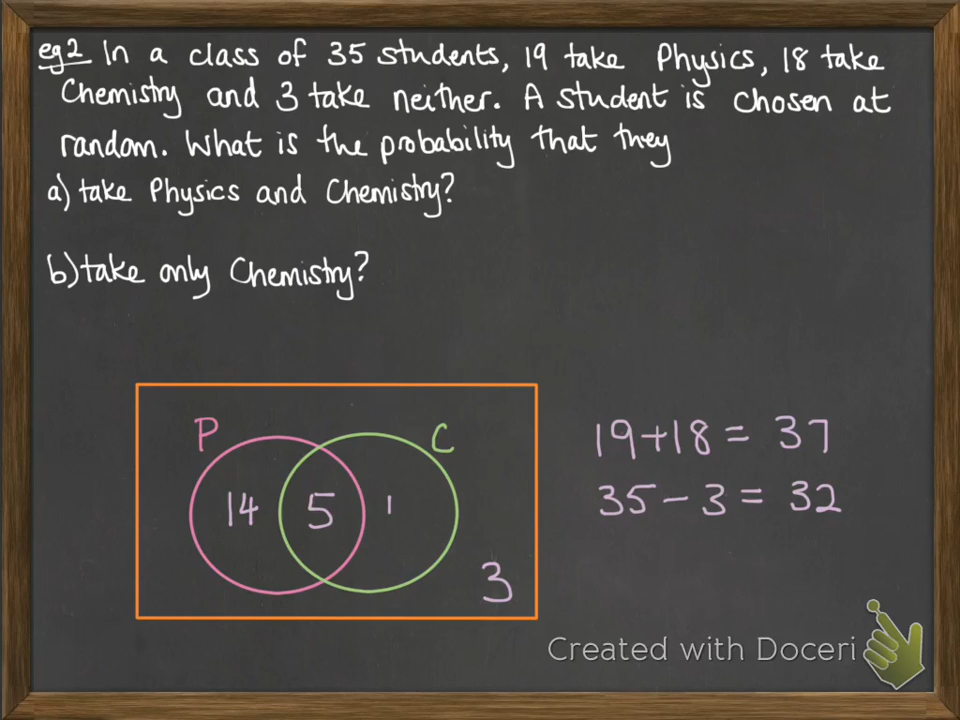 eg2 In a class of 35 students, 19 take Physics, 18 take
Chemistry and 3 take neither. A student is chosen at
random. What is the probability that they
a) take Physics and Chemistry?
b) take only Chemistry?
P C
14 5 1
3
19+18 = 37
35 - 3 = 32
Created with Doceri